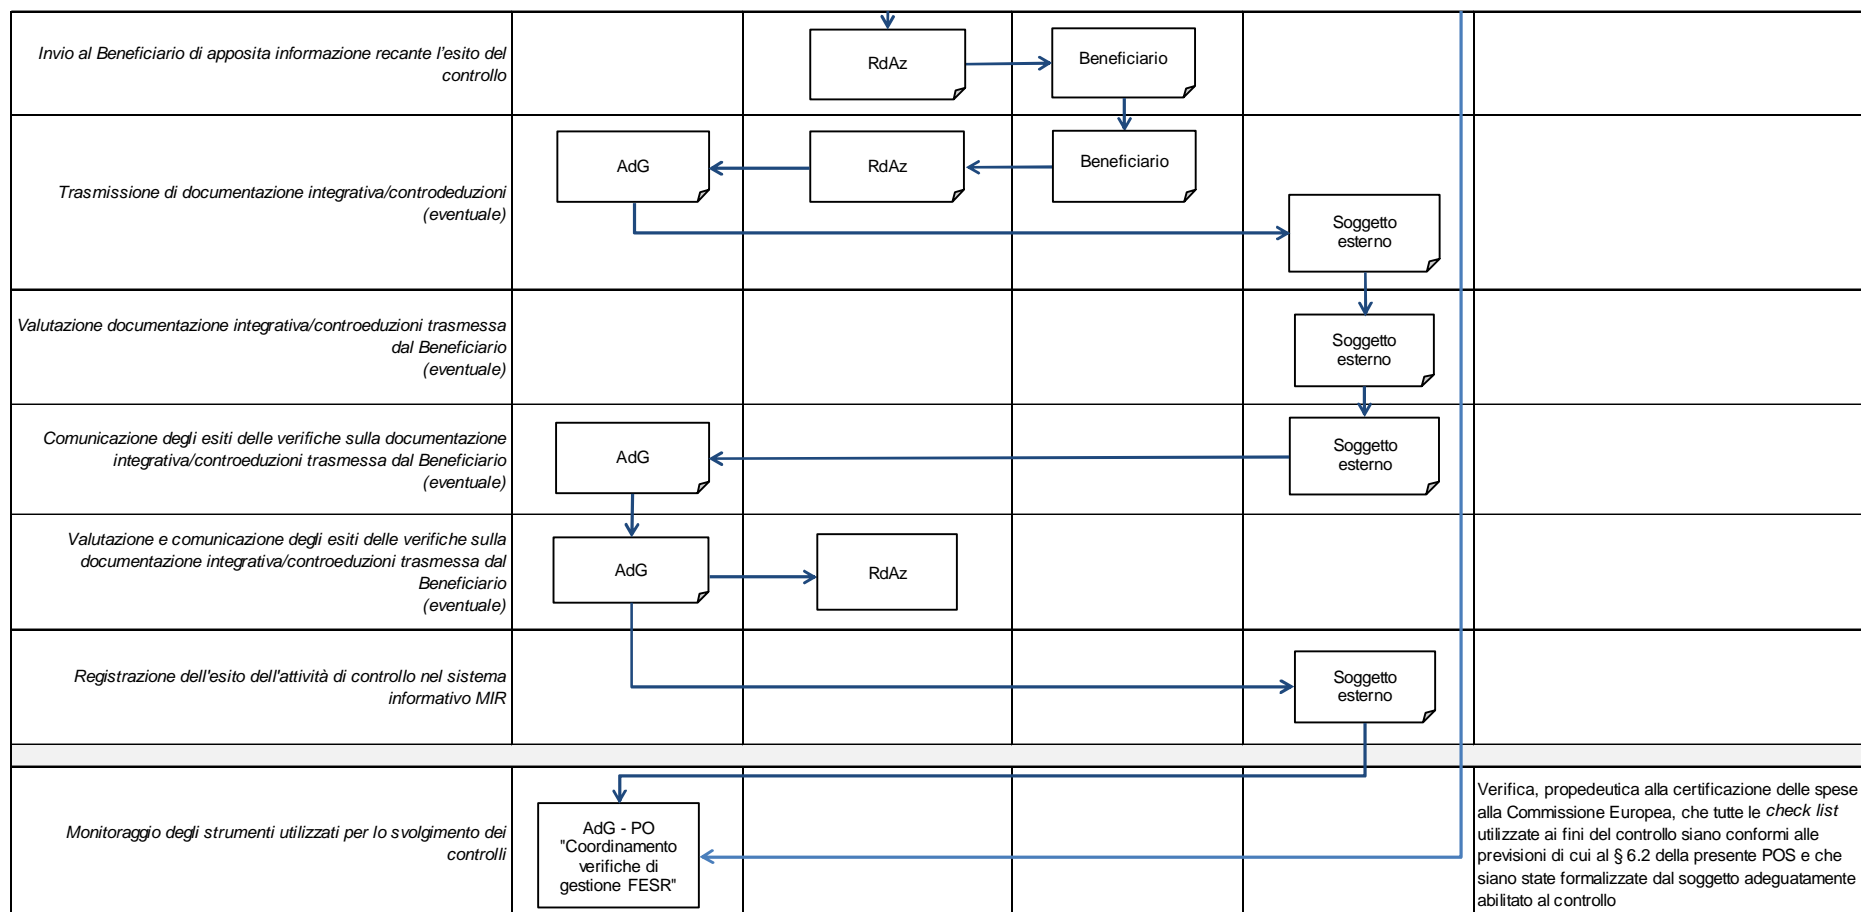 Invio al Beneficiario di apposita informazione recante l'esito del
controllo
RdAz
Beneficiario
Trasmissione di documentazione integrativa/controdeduzioni
(eventuale)
AdG
RdAz
Beneficiario
Soggetto
esterno
Valutazione documentazione integrativa/controeduzioni trasmessa
dal Beneficiario
(eventuale)
Soggetto
esterno
Comunicazione degli esiti delle verifiche sulla documentazione
integrativa/controeduzioni trasmessa dal Beneficiario
(eventuale)
AdG
Soggetto
esterno
Valutazione e comunicazione degli esiti delle verifiche sulla
documentazione integrativa/controeduzioni trasmessa dal
Beneficiario
(eventuale)
AdG
RdAz
Registrazione dell'esito dell'attività di controllo nel sistema
informativo MIR
Soggetto
esterno
Monitoraggio degli strumenti utilizzati per lo svolgimento dei
controlli
AdG - PO
"Coordinamento
verifiche di
gestione FESR"
Verifica, propedeutica alla certificazione delle spese
alla Commissione Europea, che tutte le check list
utilizzate ai fini del controllo siano conformi alle
previsioni di cui al § 6.2 della presente POS e che
siano state formalizzate dal soggetto adeguatamente
abilitato al controllo